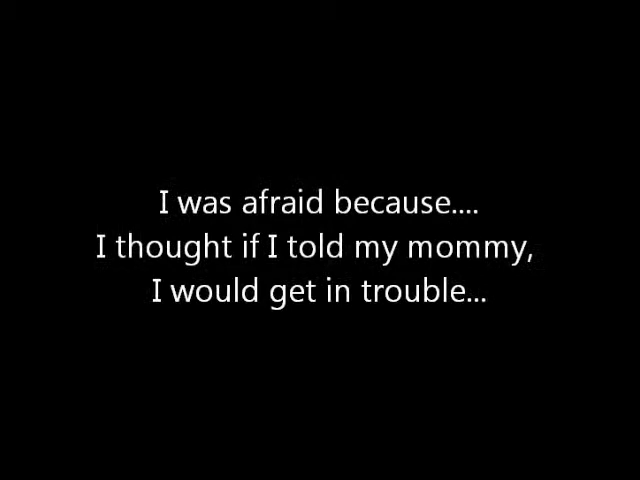 I was afraid because....
I thought if I told my mommy,
I would get in trouble...